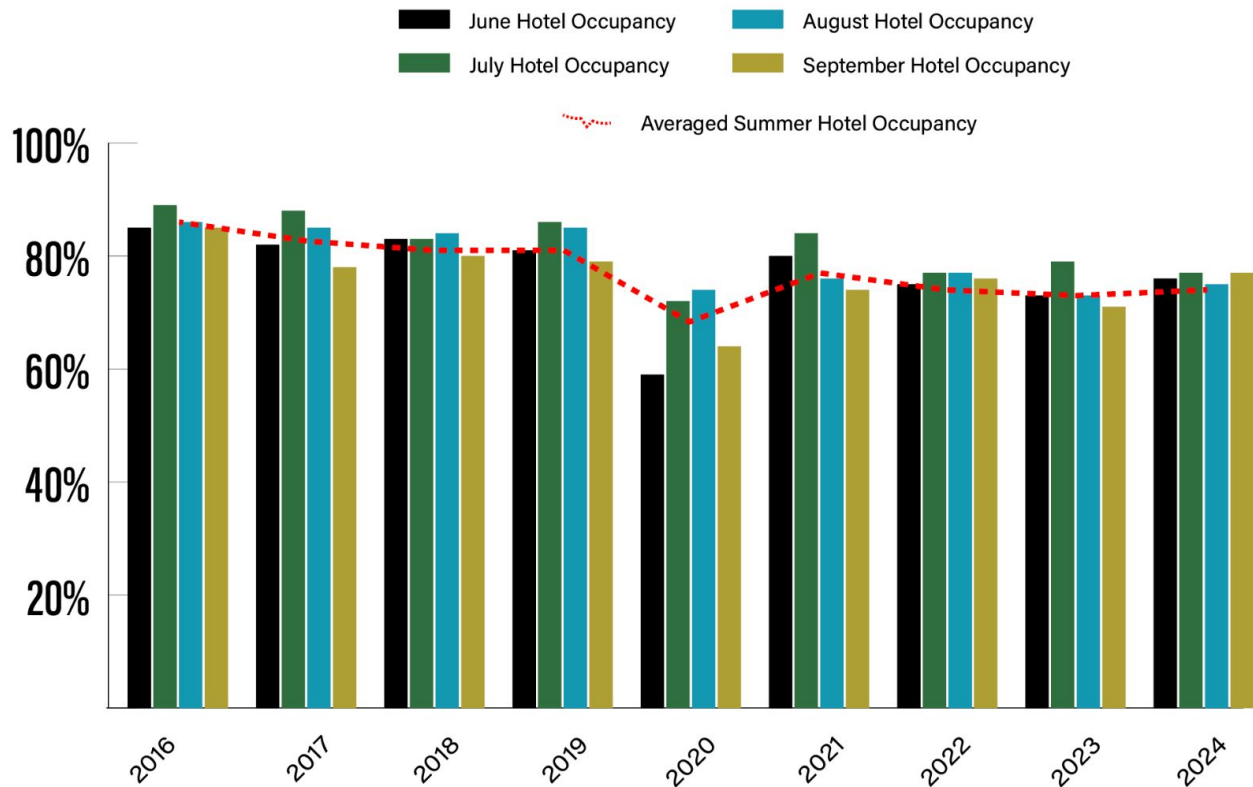 June Hotel Occupancy
August Hotel Occupancy
July Hotel Occupancy
September Hotel Occupancy
Averaged Summer Hotel Occupancy
100%
80%
60%
40%
20%
2016
2017
2018
2019
2020
2021
2022
2023
2024